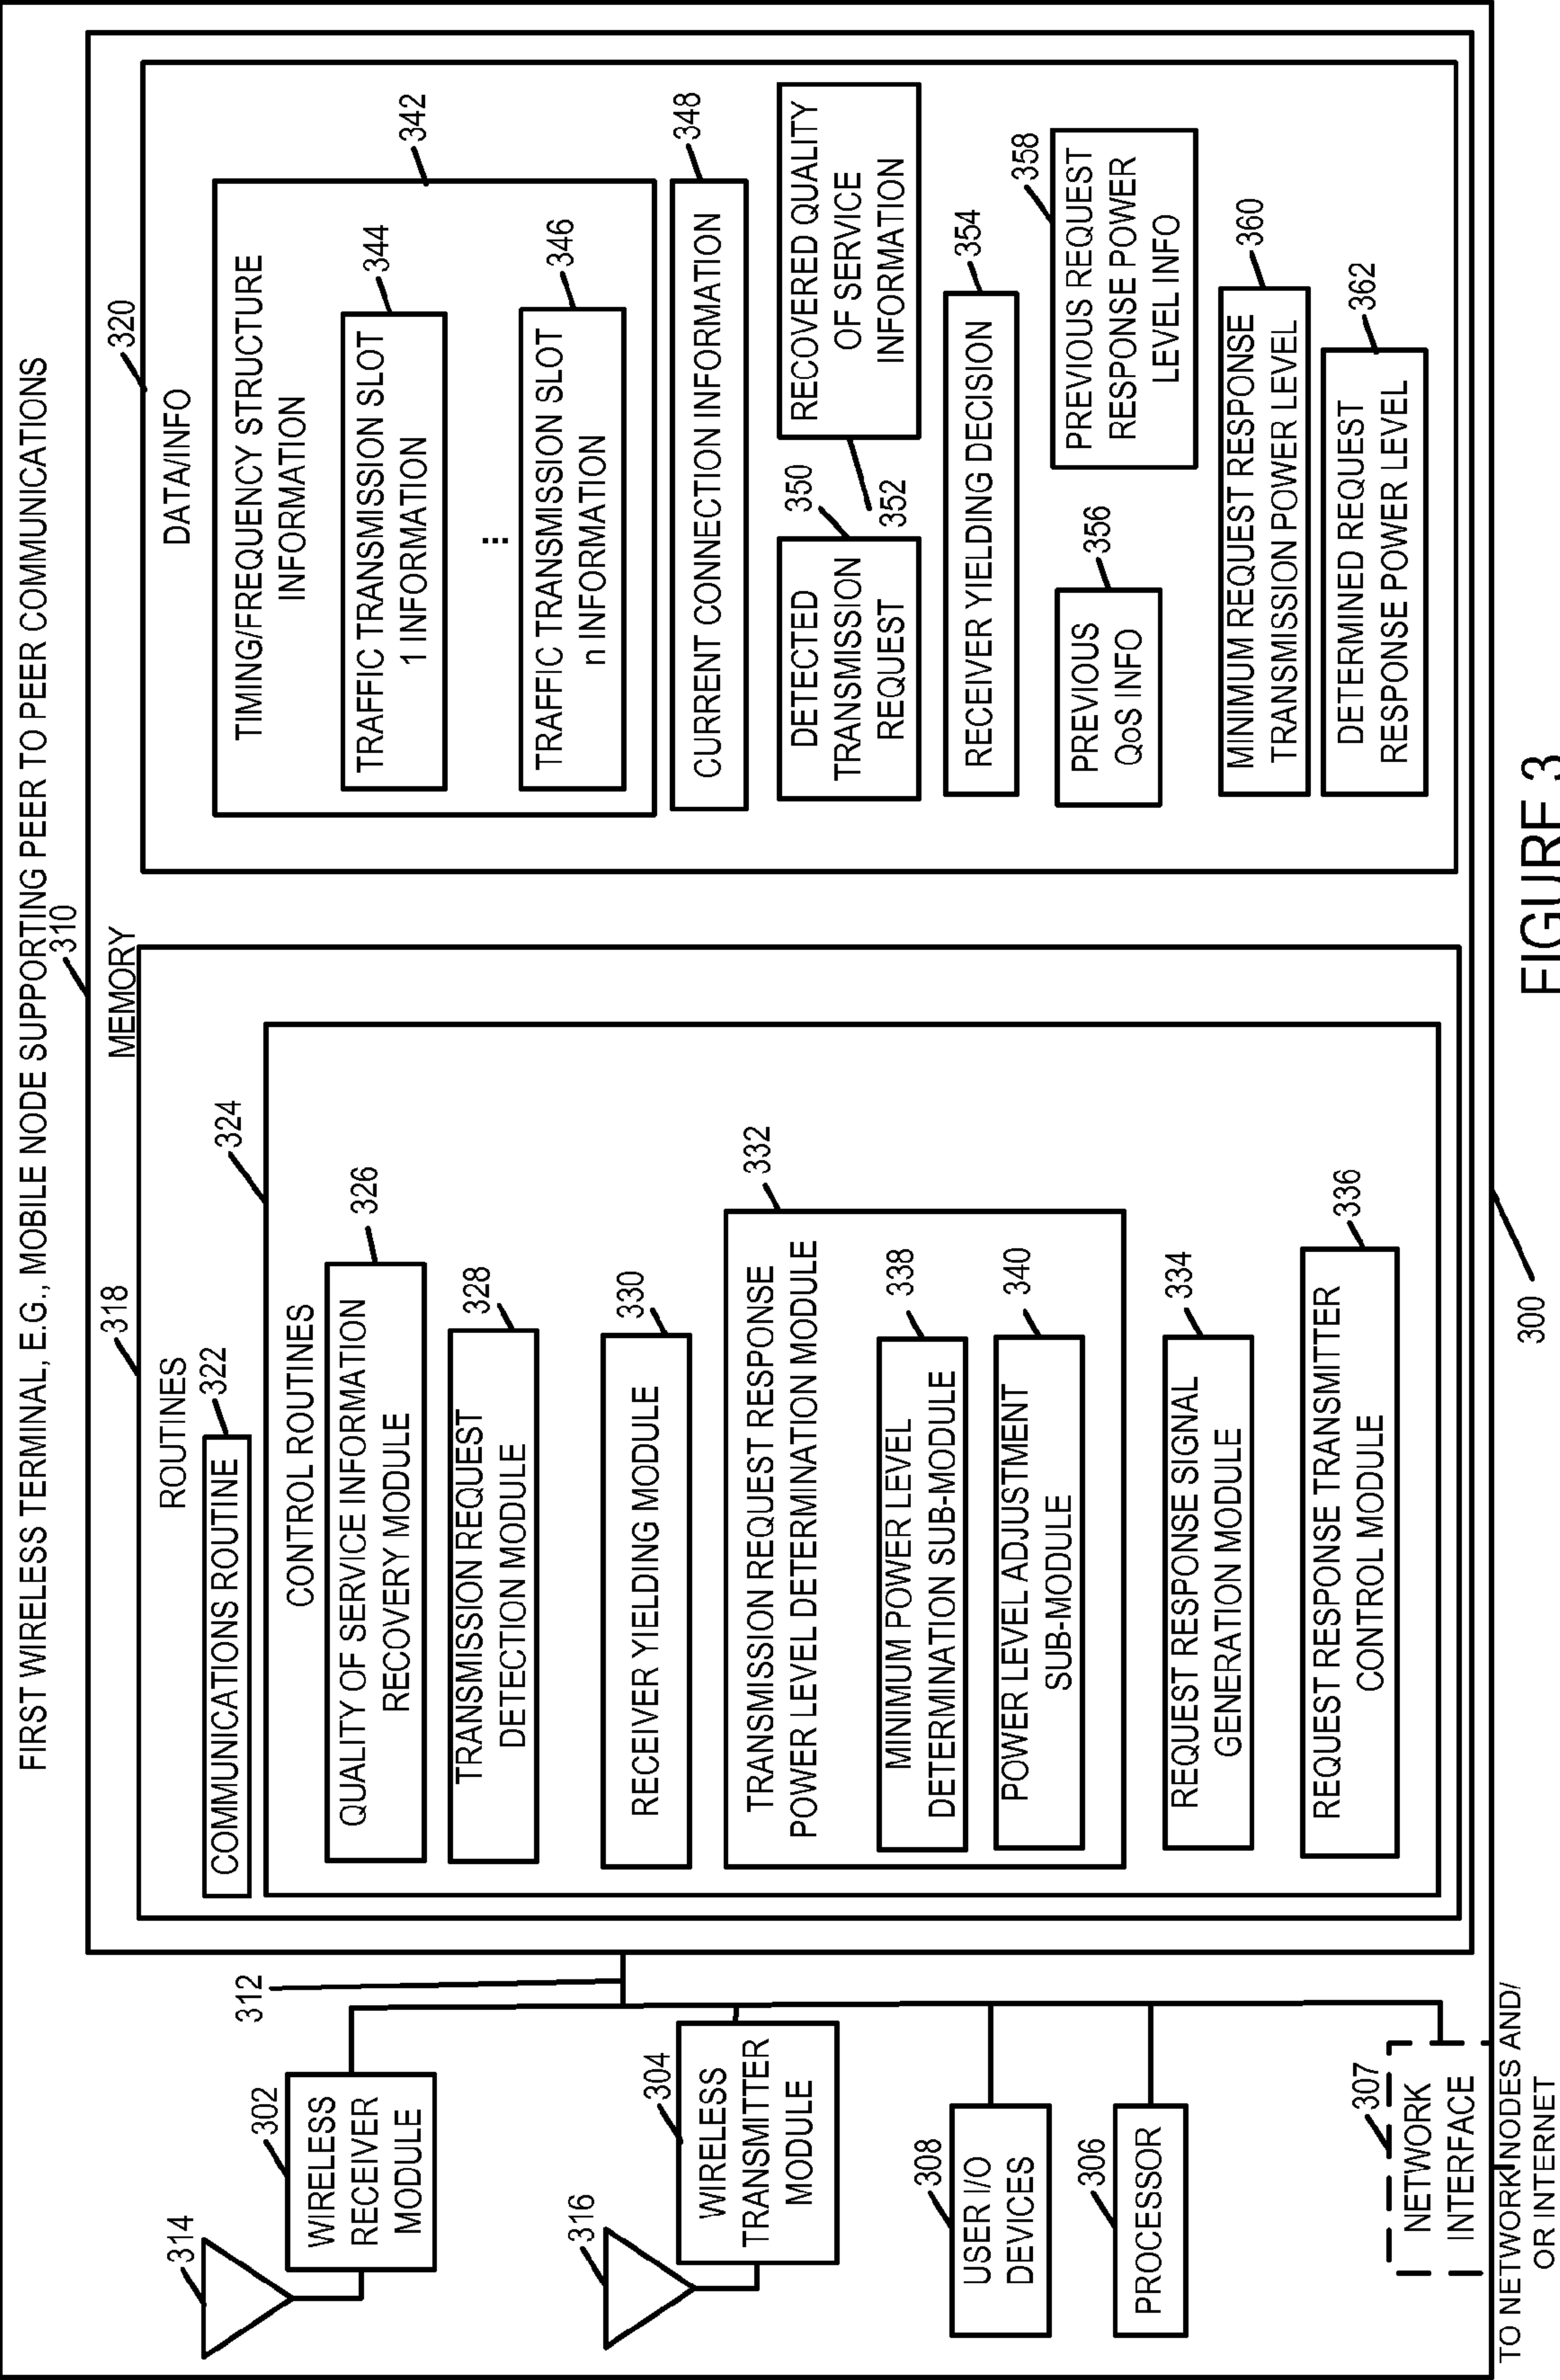 FIRST WIRELESS TERMINAL, E.G., MOBILE NODE SUPPORTING PEER TO PEER COMMUNICATIONS
310
314
302
WIRELESS
RECEIVER
MODULE
316
304
WIRELESS
TRANSMITTER
MODULE
308
USER I/O
DEVICES
306
PROCESSOR
307
NETWORK
INTERFACE
TO NETWORK NODES AND/
OR INTERNET
312
MEMORY
318
ROUTINES
322
COMMUNICATIONS ROUTINE
324
CONTROL ROUTINES
326
QUALITY OF SERVICE INFORMATION
RECOVERY MODULE
328
TRANSMISSION REQUEST
DETECTION MODULE
330
RECEIVER YIELDING MODULE
332
TRANSMISSION REQUEST RESPONSE
POWER LEVEL DETERMINATION MODULE
338
MINIMUM POWER LEVEL
DETERMINATION SUB-MODULE
340
POWER LEVEL ADJUSTMENT
SUB-MODULE
334
REQUEST RESPONSE SIGNAL
GENERATION MODULE
336
REQUEST RESPONSE TRANSMITTER
CONTROL MODULE
320
DATA/INFO
342
TIMING/FREQUENCY STRUCTURE
INFORMATION
344
TRAFFIC TRANSMISSION SLOT
1 INFORMATION
...
346
TRAFFIC TRANSMISSION SLOT
n INFORMATION
348
CURRENT CONNECTION INFORMATION
350
DETECTED
TRANSMISSION
REQUEST
352
RECOVERED QUALITY
OF SERVICE
INFORMATION
354
RECEIVER YIELDING DECISION
356
PREVIOUS
QoS INFO
358
PREVIOUS REQUEST
RESPONSE POWER
LEVEL INFO
360
MINIMUM REQUEST RESPONSE
TRANSMISSION POWER LEVEL
362
DETERMINED REQUEST
RESPONSE POWER LEVEL
300
FIGURE 3